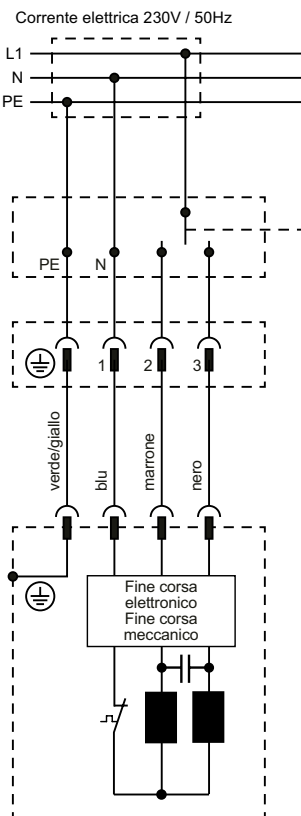 Corrente elettrica 230V / 50Hz
L1
N
PE
PE
N
1
2
3
verde/giallo
blu
marrone
nero
Fine corsa
elettronico
Fine corsa
meccanico